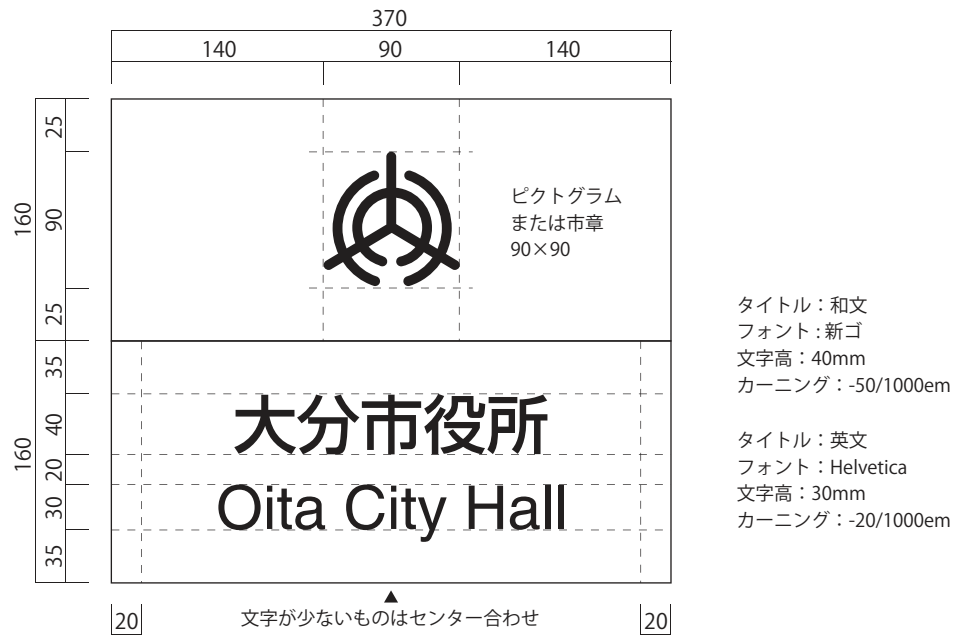 370
140 90 140
25
160
90
25
ピクトグラム
または市章
90×90
35
40
160
20
30
35
大分市役所
Oita City Hall
20
文字が少ないものはセンター合わせ
20
タイトル：和文
フォント：新ゴ
文字高：40mm
カーニング：-50/1000em
タイトル：英文
フォント：Helvetica
文字高：30mm
カーニング：-20/1000em